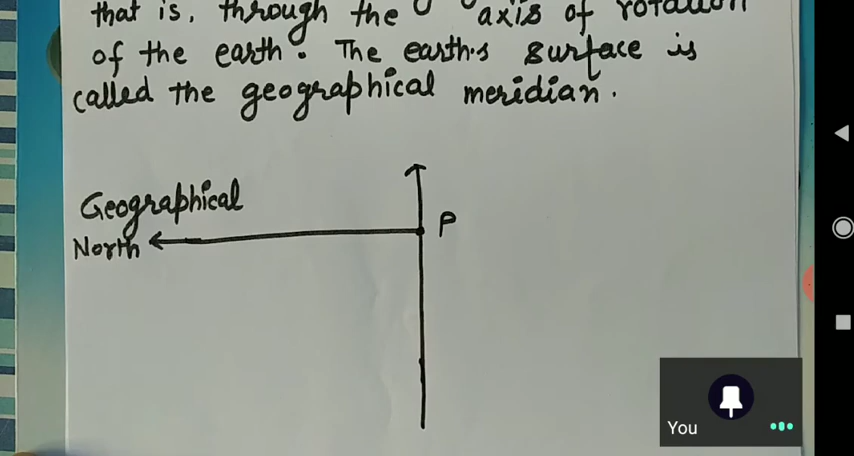 that is, through the axis of rotation
of the earth. The earth's surface is
called the geographical meridian.
Geographical
North
P
You